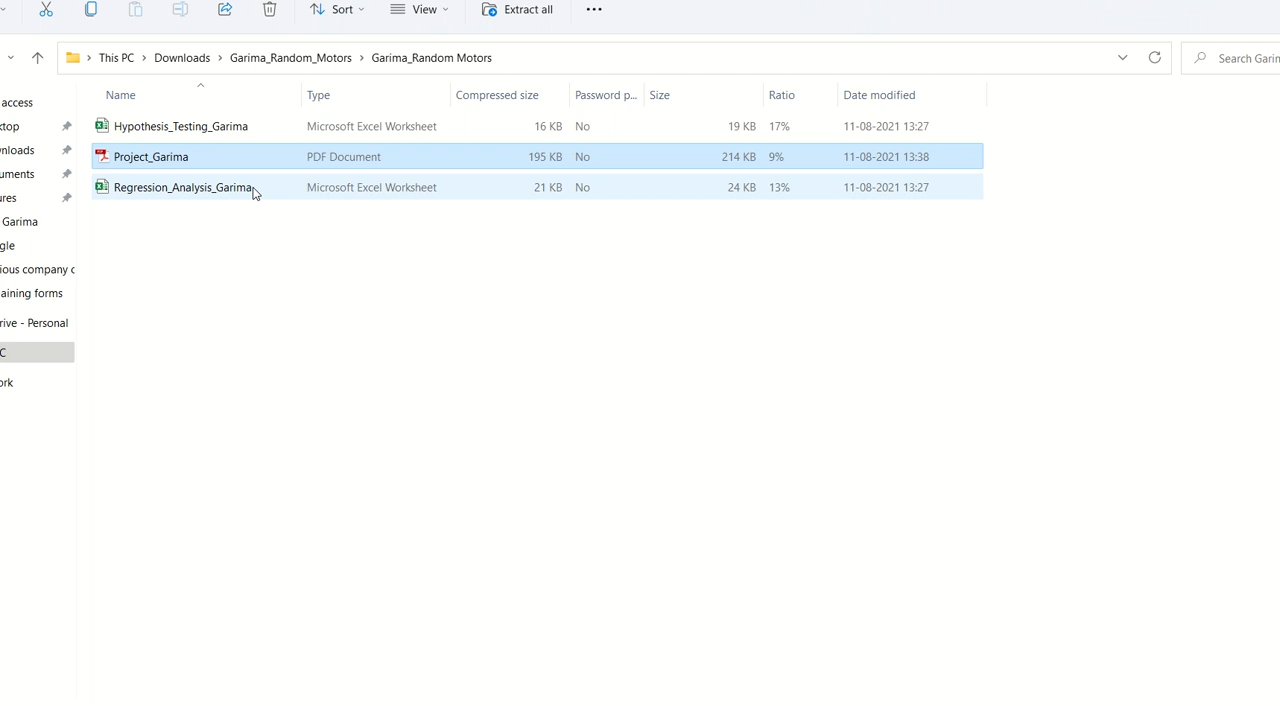 Sort View Extract all
This PC > Downloads > Garima_Random_Motors > Garima_Random Motors Search Garim
Name Type Compressed size Password p... Size Ratio Date modified
access
Hypothesis_Testing_Garima Microsoft Excel Worksheet 16 KB No 19 KB 17% 11-08-2021 13:27
ktop
Project_Garima PDF Document 195 KB No 214 KB 9% 11-08-2021 13:38
wnloads
Regression_Analysis_Garima Microsoft Excel Worksheet 21 KB No 24 KB 13% 11-08-2021 13:27
uments
ures
Garima
gle
ious company c
aining forms
rive - Personal
C
ork